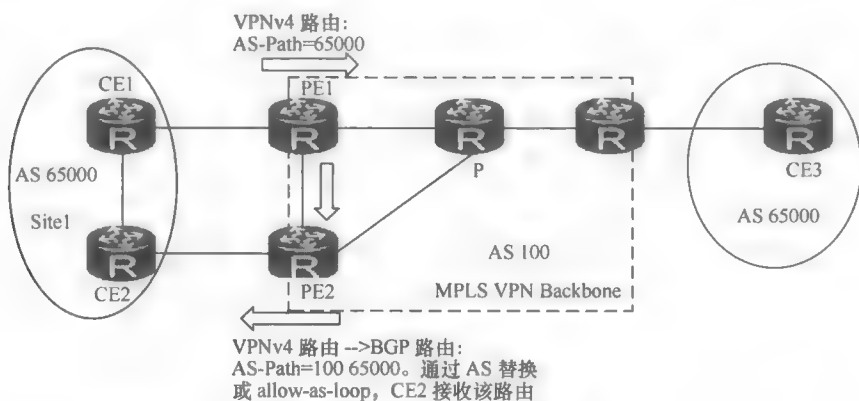 VPNv4 路由:
AS-Path=65000
CE1
PE1
R
R
R
R
R
P
CE3
AS 65000
AS 65000
Site1
AS 100
R
R
CE2
PE2
MPLS VPN Backbone
VPNv4 路由 -->BGP 路由:
AS-Path=100 65000。通过 AS 替换
或 allow-as-loop，CE2 接收该路由